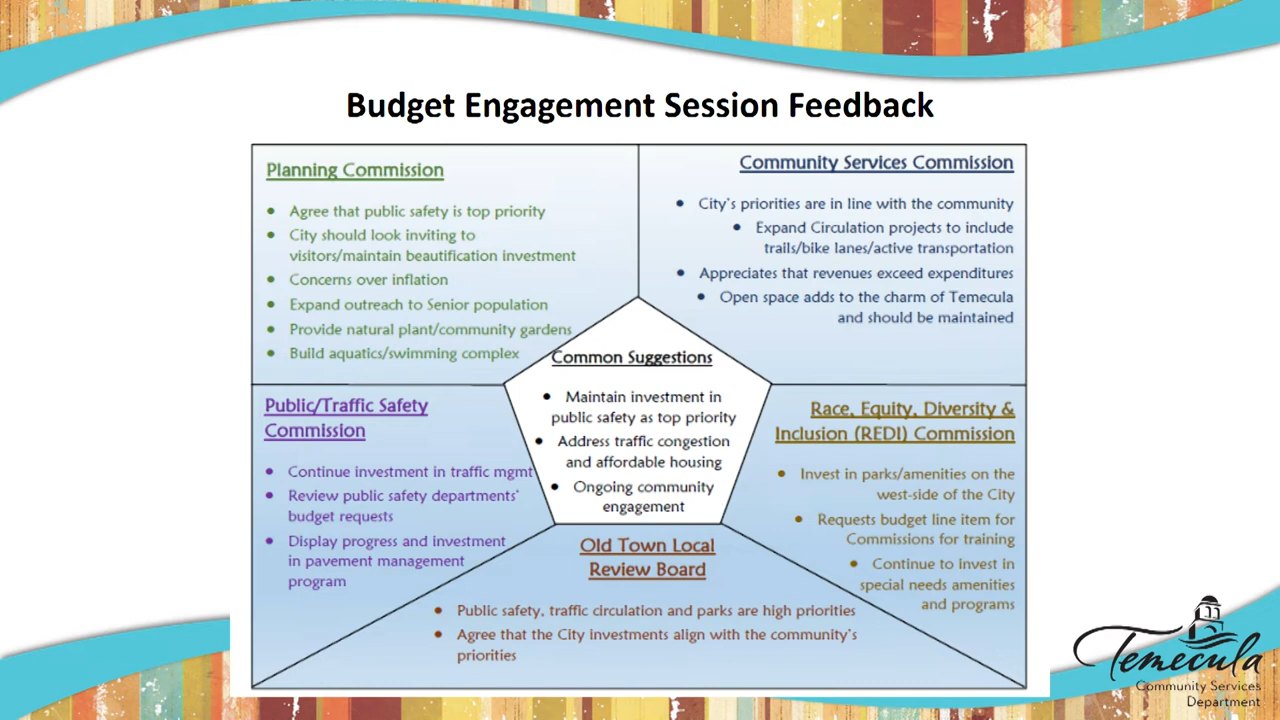 Budget Engagement Session Feedback
Planning Commission
• Agree that public safety is top priority
• City should look inviting to
visitors/maintain beautification investment
• Concerns over inflation
• Expand outreach to Senior population
• Provide natural plant/community gardens
• Build aquatics/swimming complex
Community Services Commission
• City's priorities are in line with the community
• Expand Circulation projects to include
trails/bike lanes/active transportation
• Appreciates that revenues exceed expenditures
• Open space adds to the charm of Temecula
and should be maintained
Common Suggestions
• Maintain investment in
public safety as top priority
• Address traffic congestion
and affordable housing
• Ongoing community
engagement
Public/Traffic Safety
Commission
• Continue investment in traffic mgmt
• Review public safety departments'
budget requests
• Display progress and investment
in pavement management
program
Race, Equity, Diversity &
Inclusion (REDI) Commission
• Invest in parks/amenities on the
west-side of the City
• Requests budget line item for
Commissions for training
• Continue to invest in
special needs amenities
and programs
Old Town Local
Review Board
• Public safety, traffic circulation and parks are high priorities
• Agree that the City investments align with the community's
priorities
Temecula
Community Services
Department